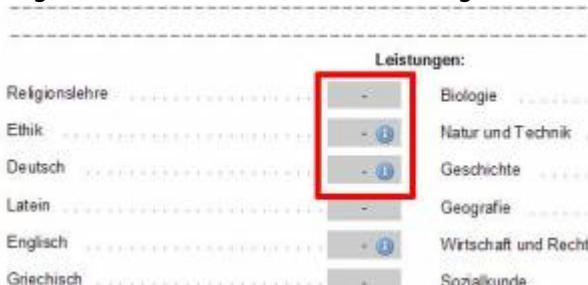 Leistungen:
Religionslehre - Biologie
Ethik - Natur und Technik
Deutsch - Geschichte
Latein - Geografie
Englisch - Wirtschaft und Recht
Griechisch - Sozialkunde